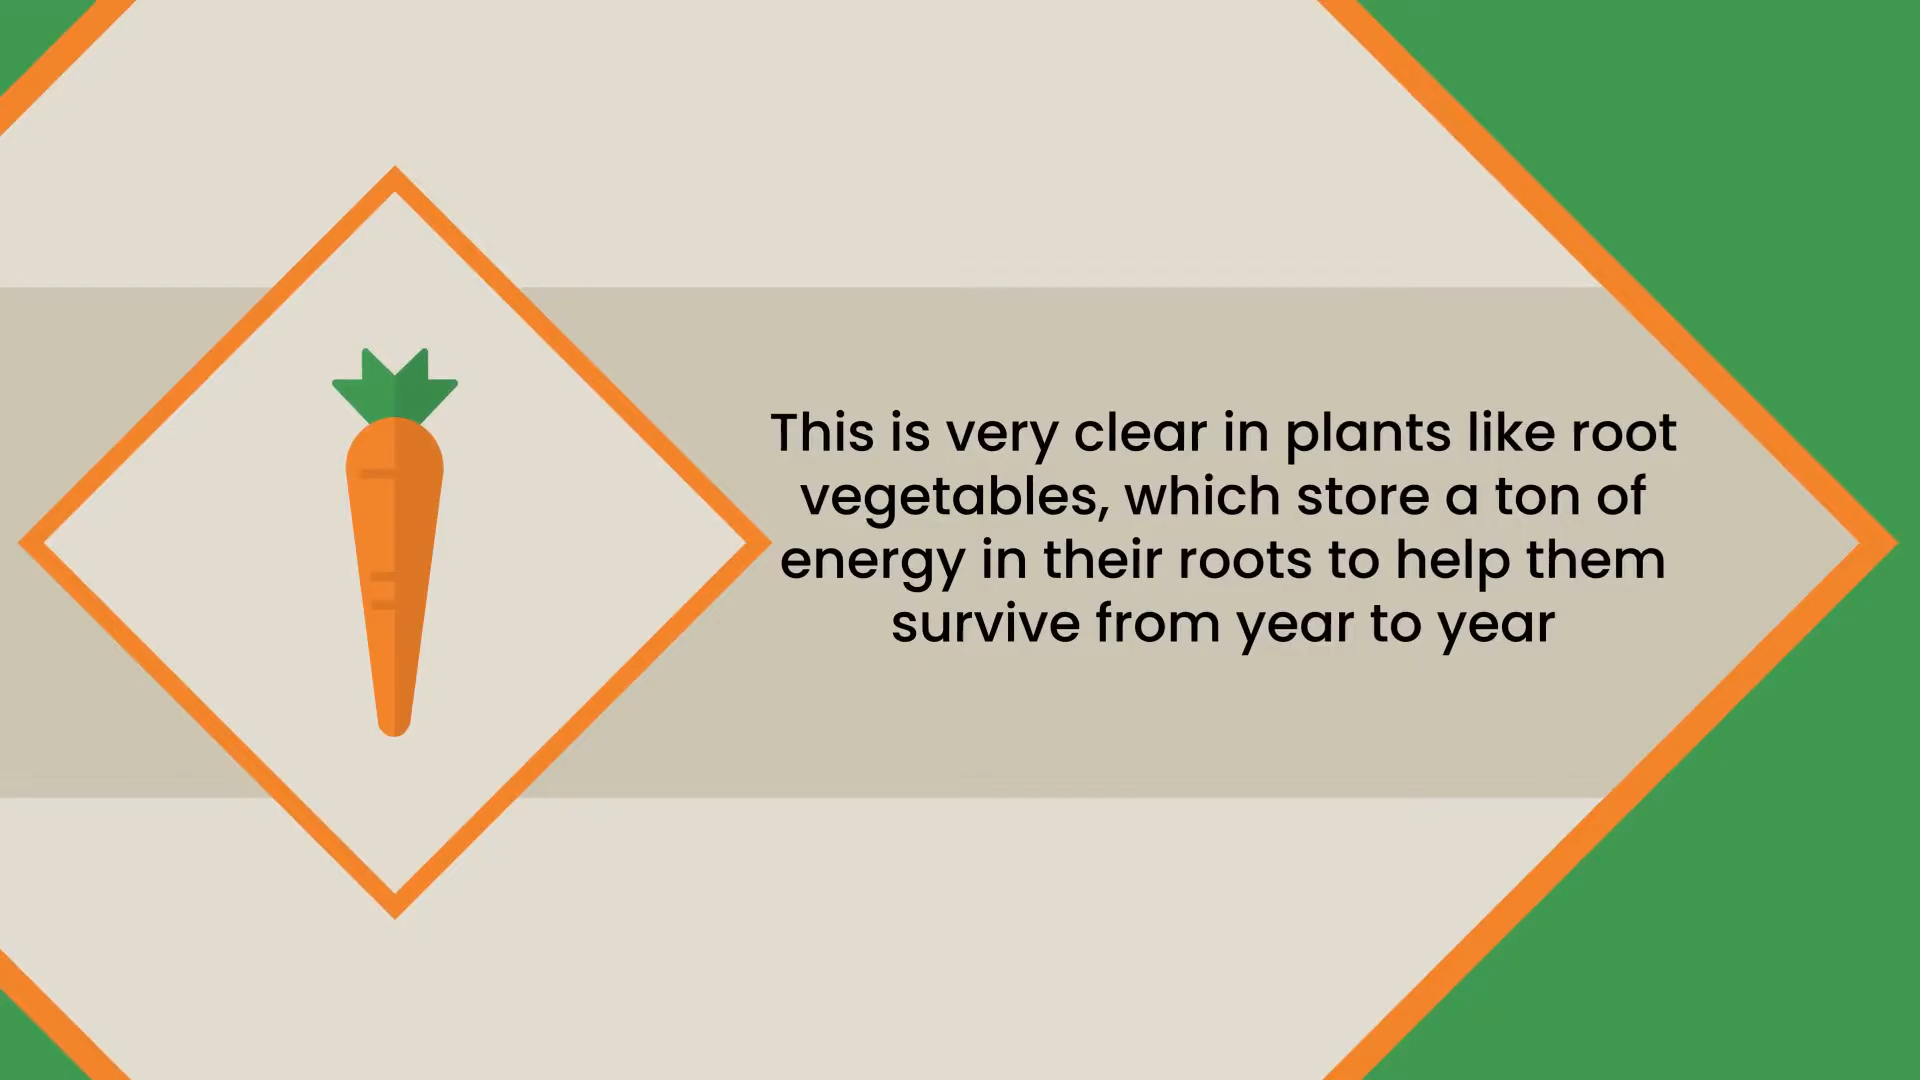 This is very clear in plants like root
vegetables, which store a ton of
energy in their roots to help them
survive from year to year